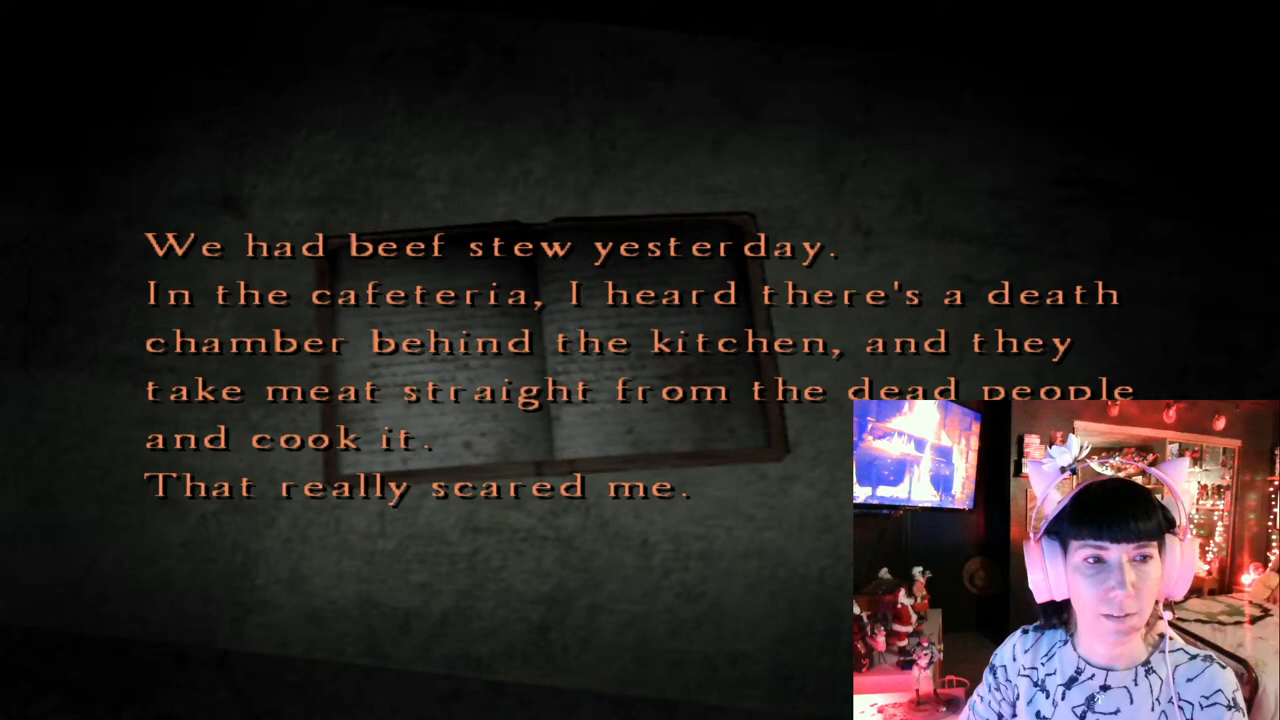 We had beef stew yesterday.
In the cafeteria, I heard there's a death
chamber behind the kitchen, and they
take meat straight from the dead people
and cook it.
That really scared me.